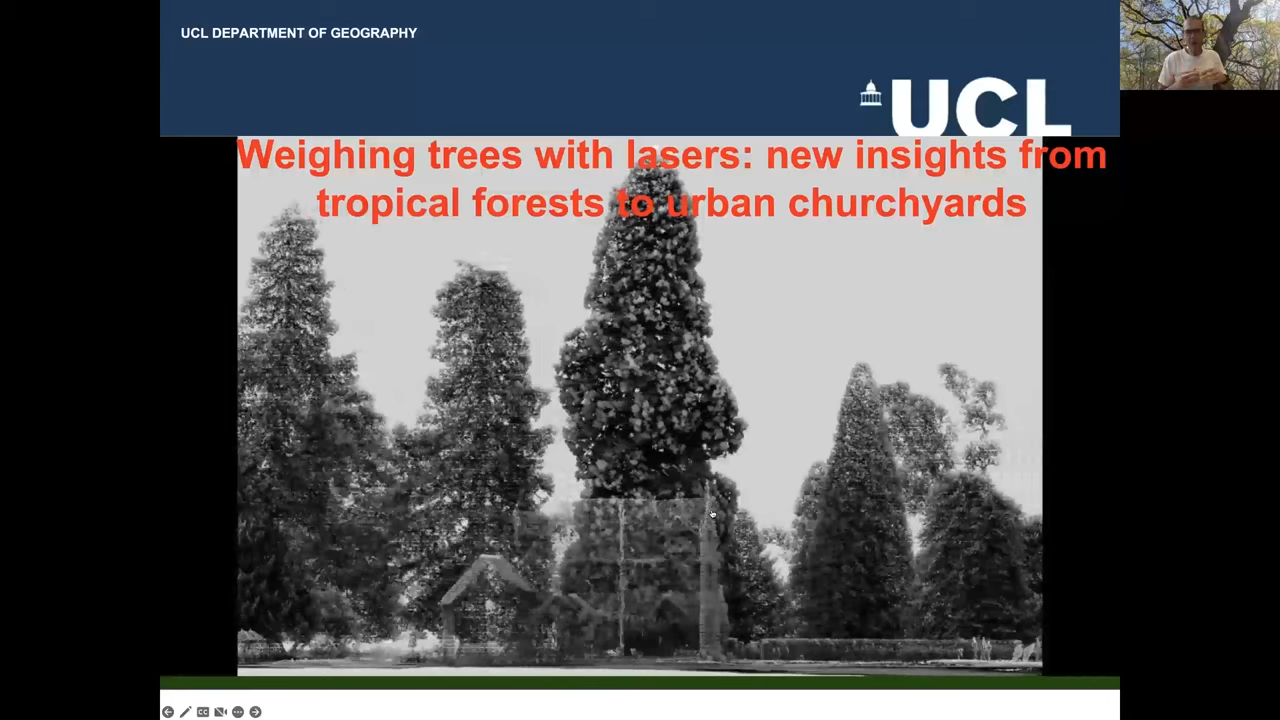 UCL DEPARTMENT OF GEOGRAPHY
UCL
Weighing trees with lasers: new insights from
tropical forests to urban churchyards